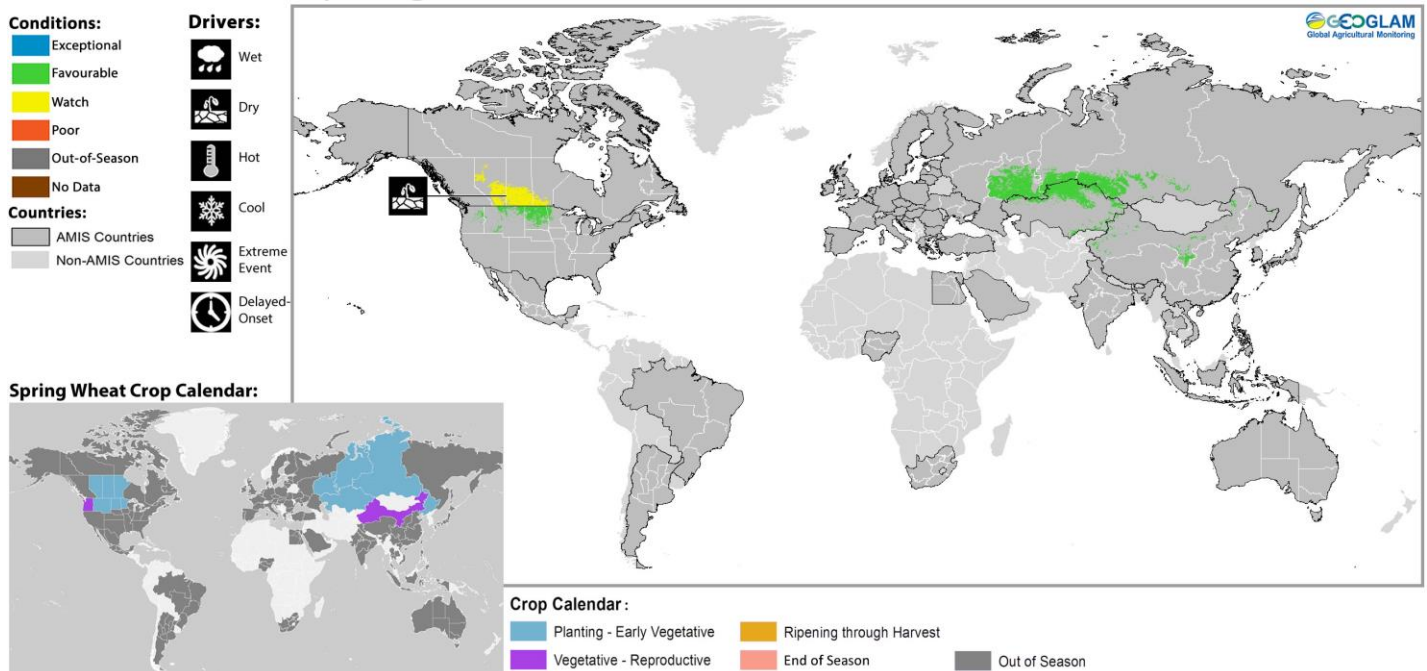 Conditions:
Exceptional
Favourable
Watch
Poor
Out-of-Season
No Data
Countries:
AMIS Countries
Non-AMIS Countries
Drivers:
Wet
Dry
Hot
Cool
Extreme
Event
Delayed-
Onset
GEOGLAM
Global Agricultural Monitoring
Spring Wheat Crop Calendar:
Crop Calendar :
Planting - Early Vegetative
Vegetative - Reproductive
Ripening through Harvest
End of Season
Out of Season